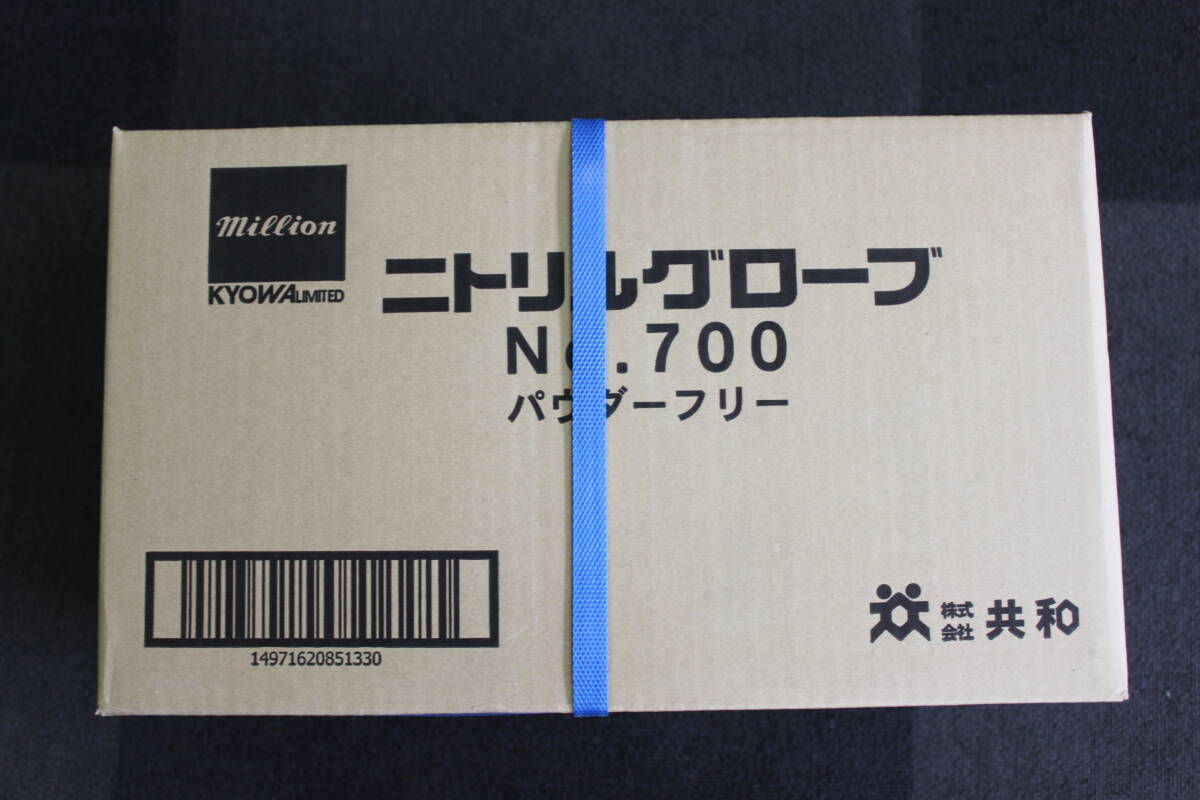 million
KYOWA LIMITED
ニトリルグローブ
No.700
パウダーフリー
14971620851330
株式
会社 共和